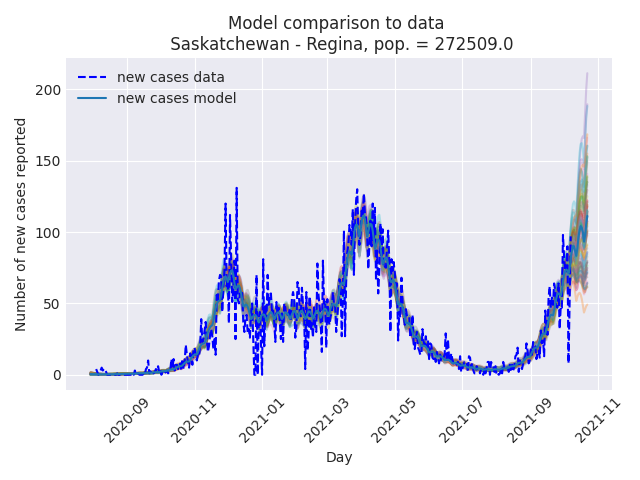 Model comparison to data
Saskatchewan - Regina, pop. = 272509.0
new cases data
new cases model
200
150
100
50
0
Number of new cases reported
2020-09
2020-11
2021-01
2021-03
2021-05
2021-07
2021-09
2021-11
Day